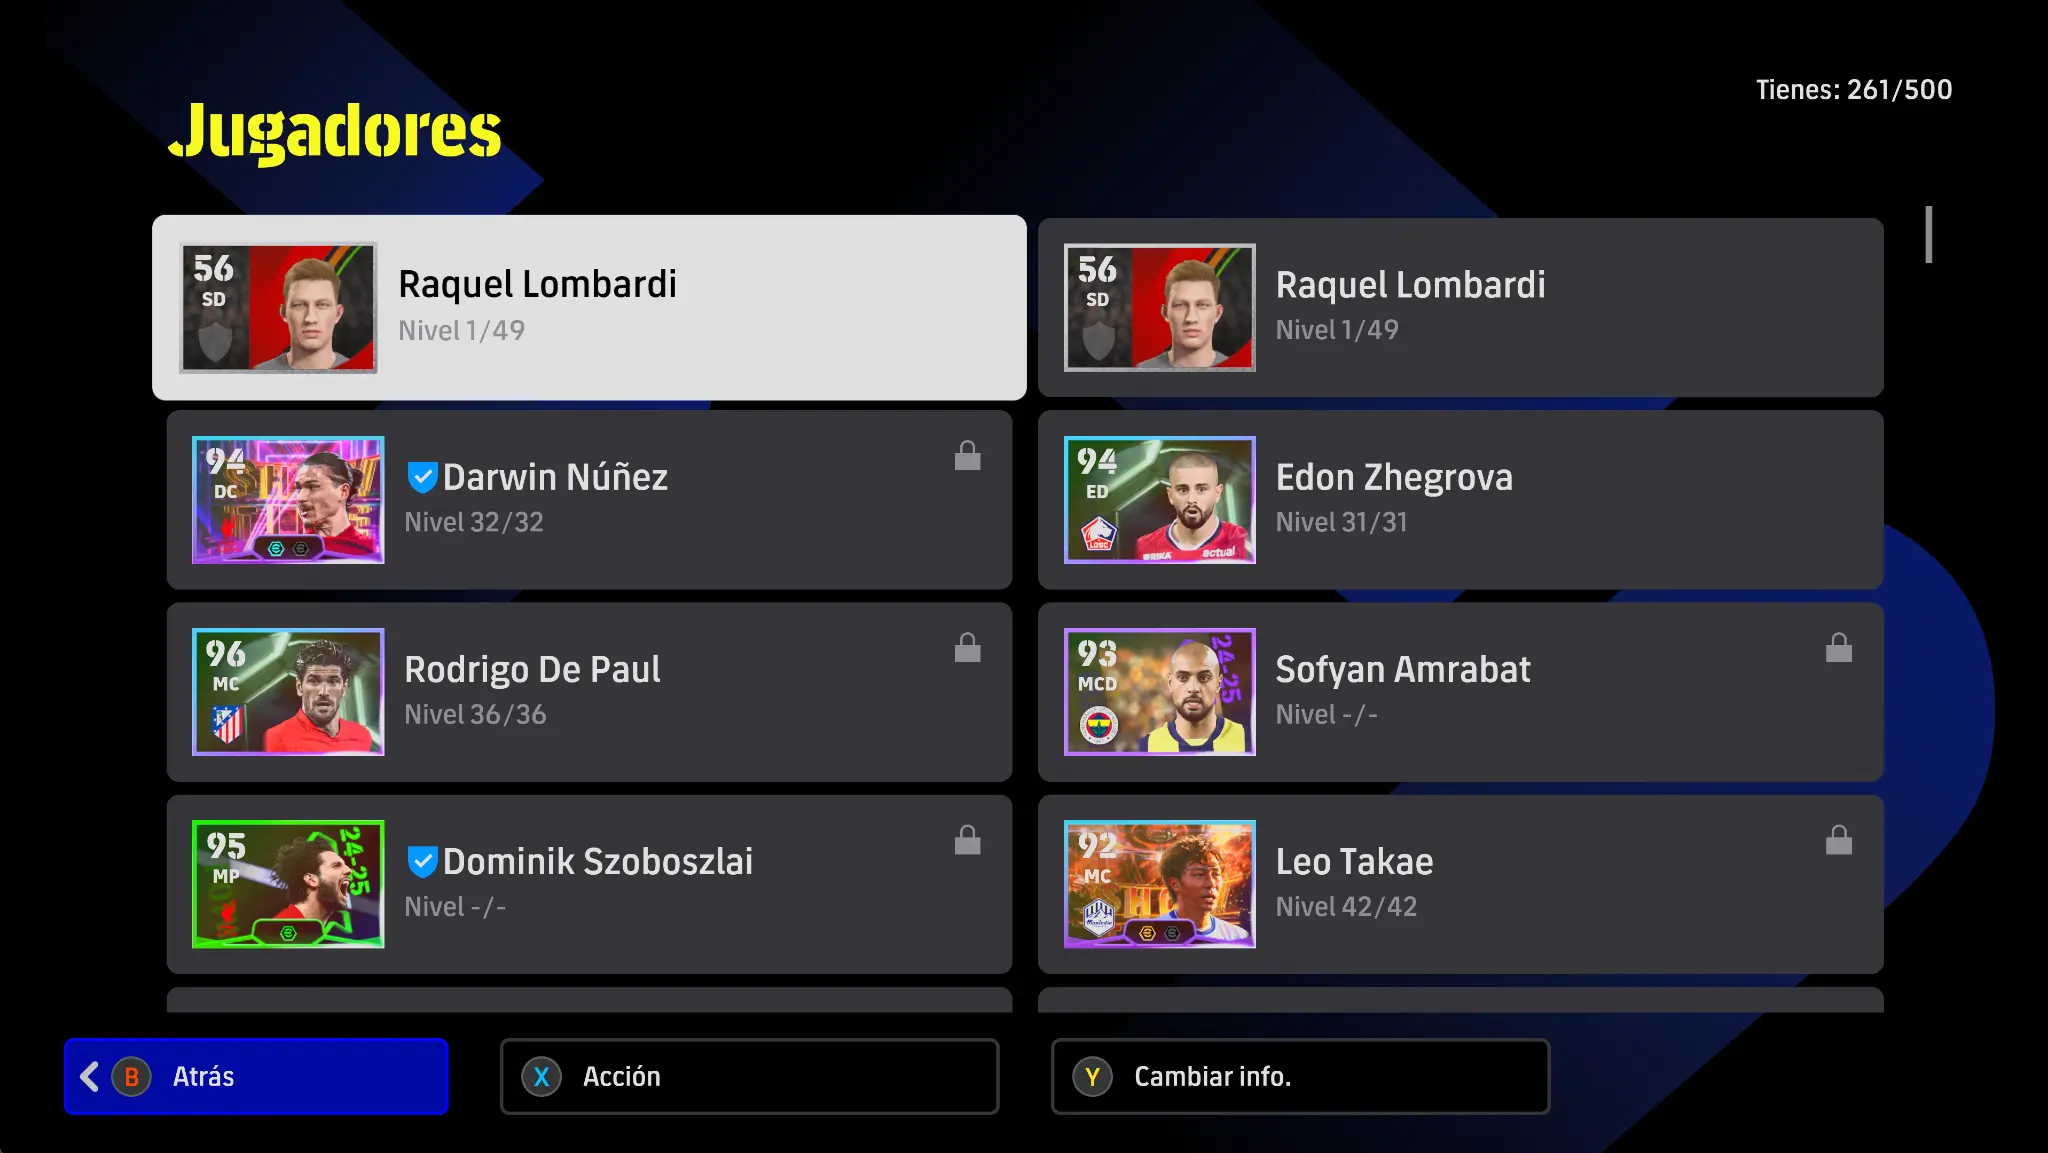 Tienes: 261/500
Jugadores
56
SD
Raquel Lombardi
Nivel 1/49
56
SD
Raquel Lombardi
Nivel 1/49
94
DC
Darwin Núñez
Nivel 32/32
94
ED
LOSC
actual
Edon Zhegrova
Nivel 31/31
96
MC
Rodrigo De Paul
Nivel 36/36
93
MCD
24-25
Sofyan Amrabat
Nivel -/-
95
MP
24-25
Dominik Szoboszlai
Nivel -/-
92
MC
Leo Takae
Nivel 42/42
B Atrás
X Acción
Y Cambiar info.